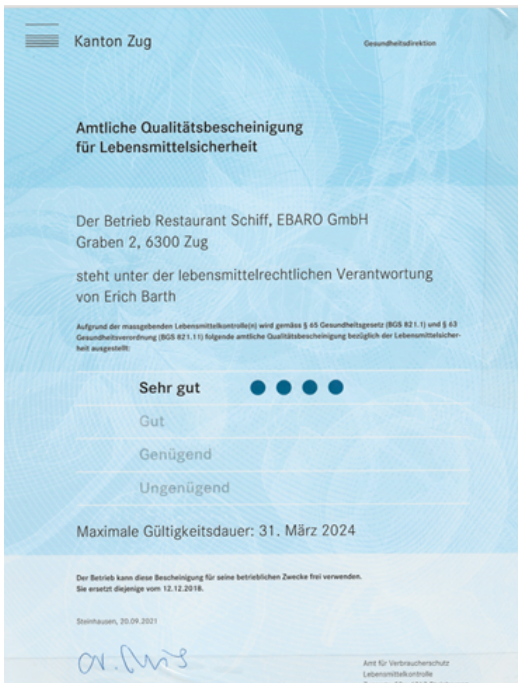 Kanton Zug
Gesundheitsdirektion
Amtliche Qualitätsbescheinigung
für Lebensmittelsicherheit
Der Betrieb Restaurant Schiff, EBARO GmbH
Graben 2, 6300 Zug
steht unter der lebensmittelrechtlichen Verantwortung
von Erich Barth
Aufgrund der massgebenden Lebensmittelkontrolle(n) wird gemäss § 65 Gesundheitsgesetz (BGS 821.1) und § 63
Gesundheitsverordnung (BGS 821.11) folgende amtliche Qualitätsbescheinigung bezüglich der Lebensmittelsicher-
heit ausgestellt:
Sehr gut
Gut
Genügend
Ungenügend
Maximale Gültigkeitsdauer: 31. März 2024
Der Betrieb kann diese Bescheinigung für seine betrieblichen Zwecke frei verwenden.
Sie ersetzt diejenige vom 12.12.2018.
Steinhausen, 20.09.2021
Amt für Verbraucherschutz
Lebensmittelkontrolle